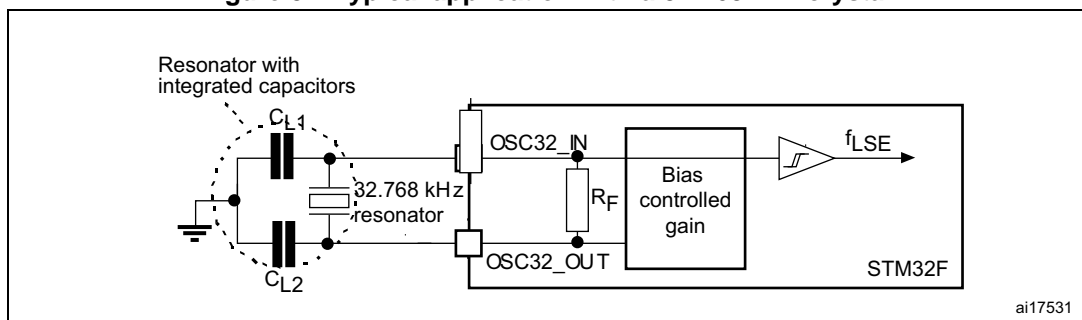 Resonator with
integrated capacitors
CL1
OSC32_IN
fLSE
32.768 kHz
resonator
RF
Bias
controlled
gain
OSC32_OUT
CL2
STM32F
ai17531